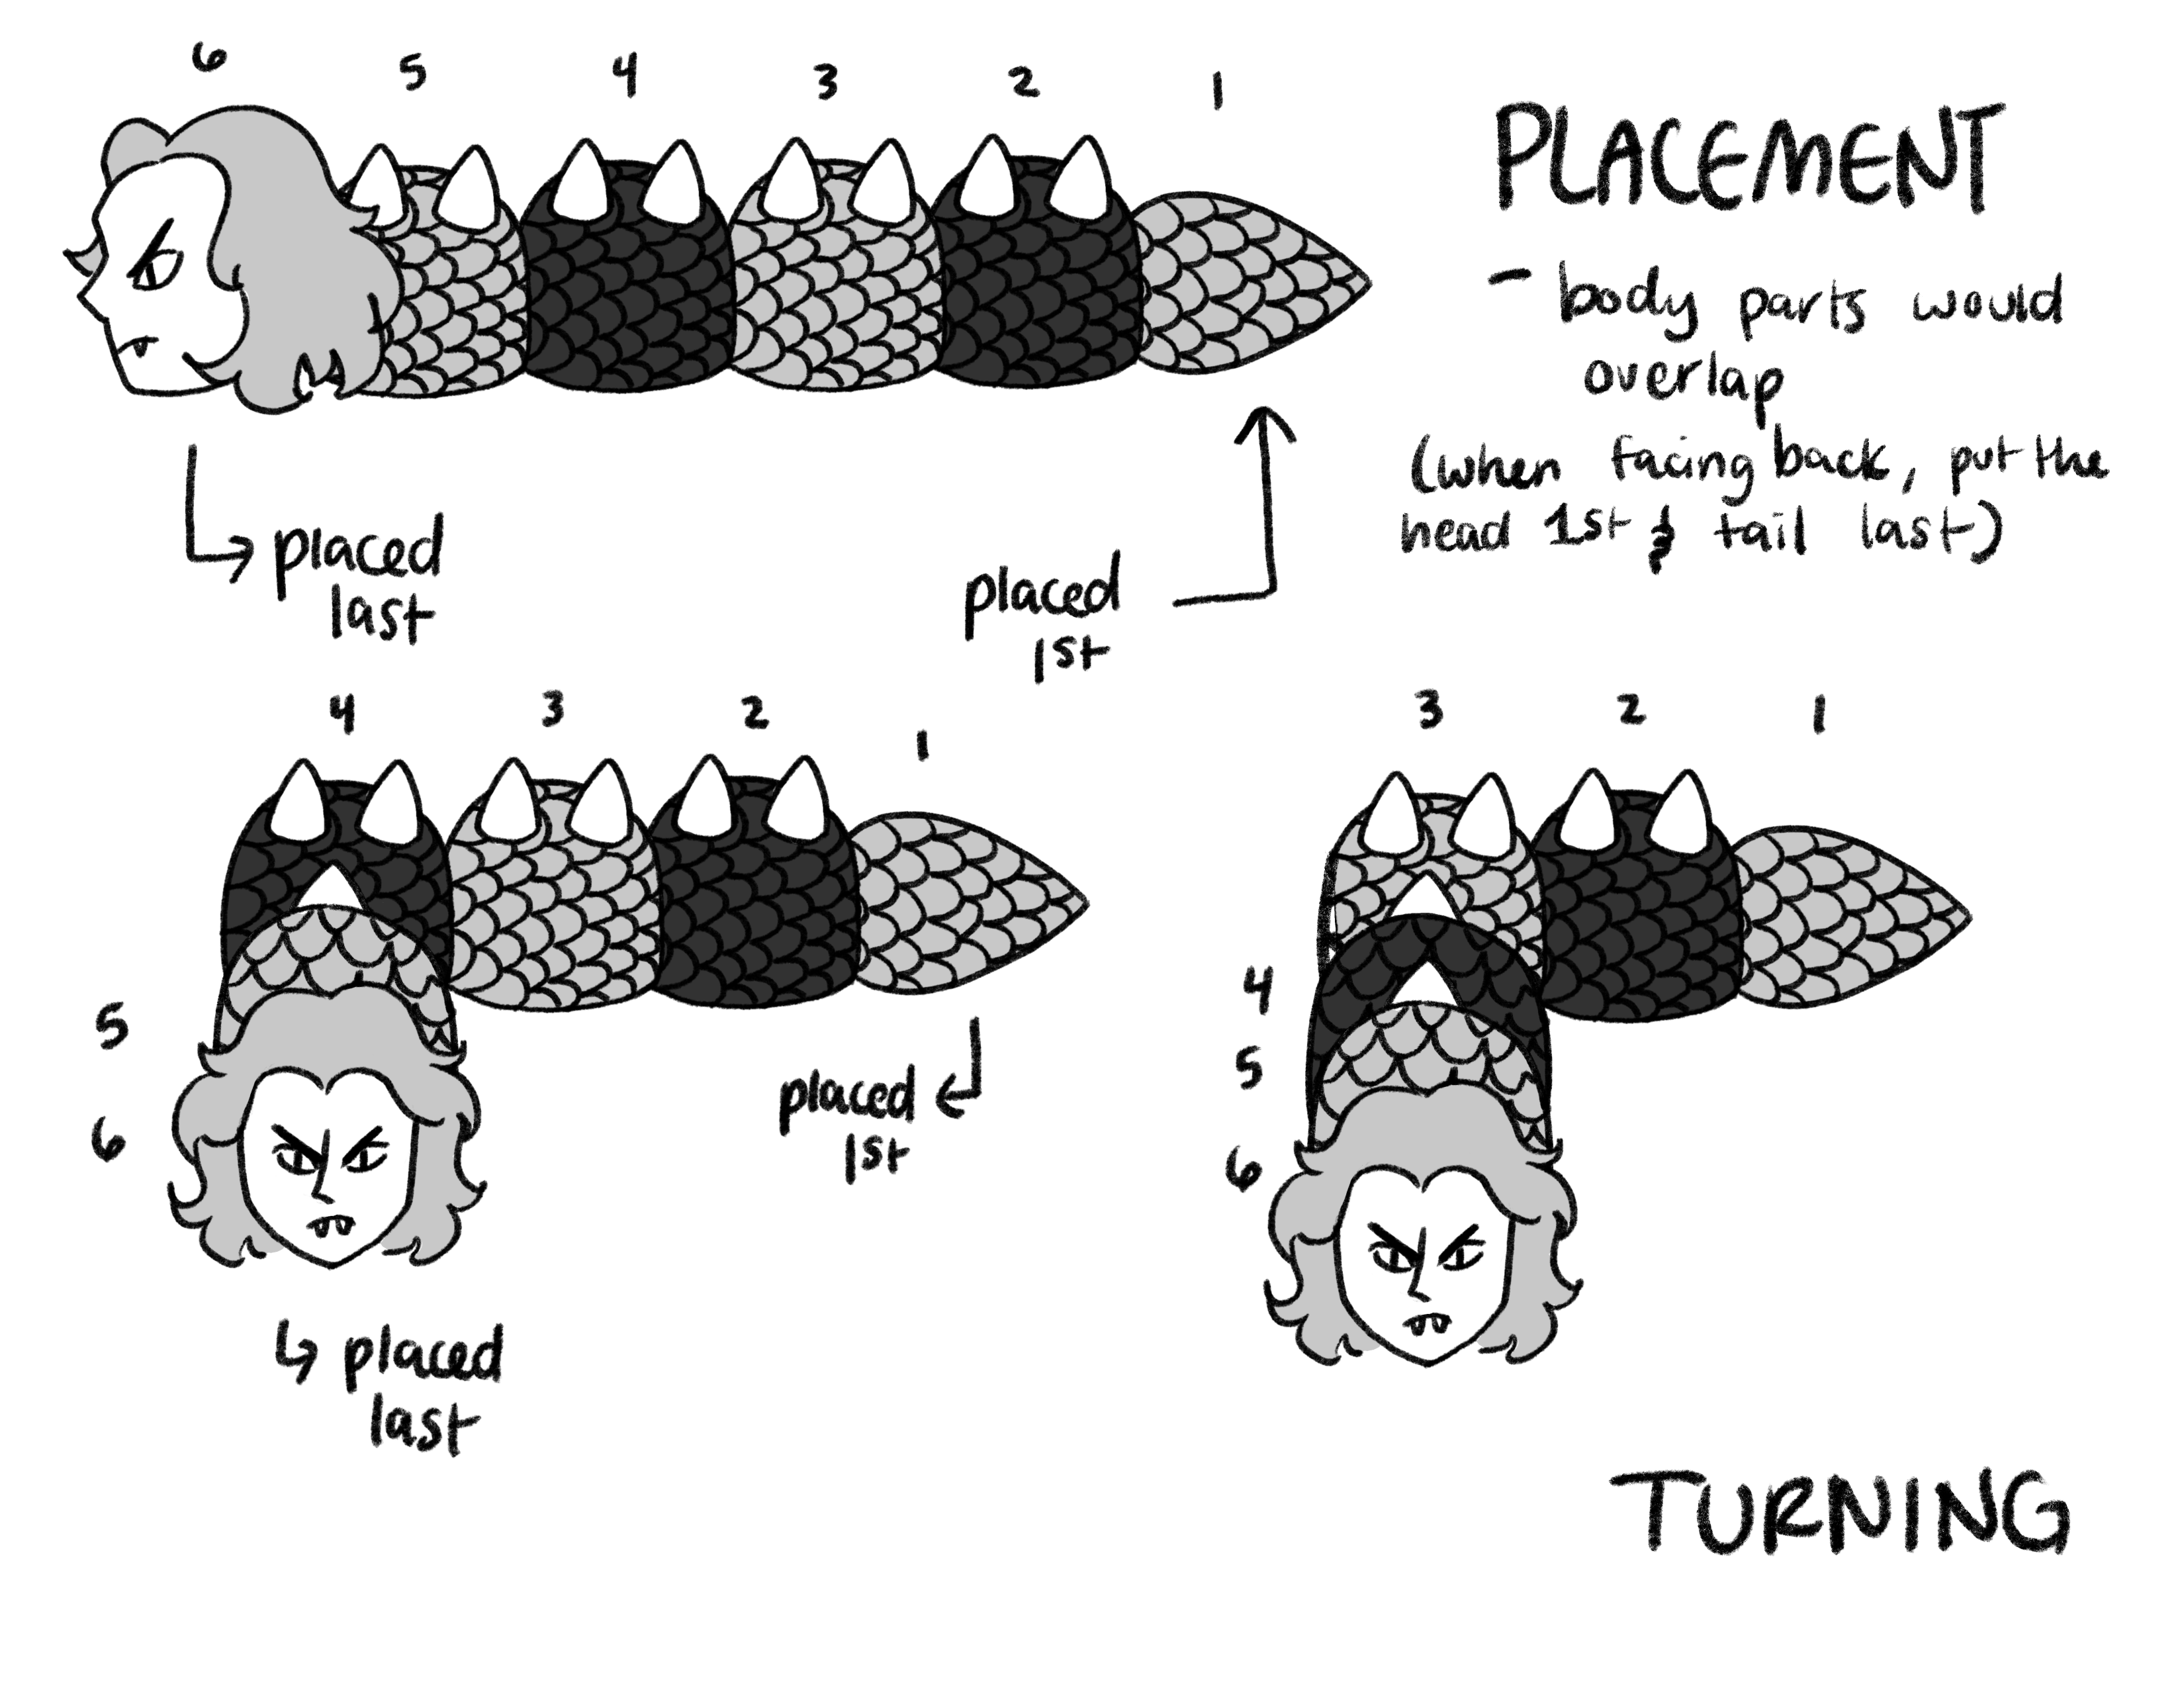 6 5 4 3 2 1
PLACEMENT
- body parts would
overlap
(when facing back, put the
head 1st & tail last)
placed
last
placed
1st
4 3 2 1
5
6
placed
1st
placed
last
3 2 1
4
5
6
TURNING